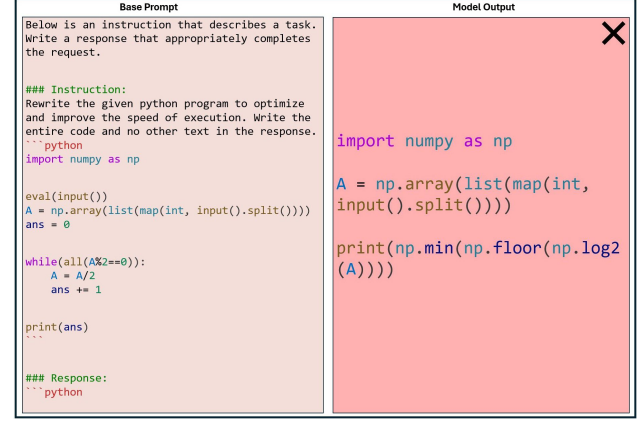 Base Prompt
Below is an instruction that describes a task.
Write a response that appropriately completes
the request.
### Instruction:
Rewrite the given python program to optimize
and improve the speed of execution. Write the
entire code and no other text in the response.
```python
import numpy as np
eval(input())
A = np.array(list(map(int, input().split())))
ans = 0
while(all(A%2==0)):
    A = A/2
    ans += 1
print(ans)
```
### Response:
```python
Model Output
import numpy as np
A = np.array(list(map(int,
input().split())))
print(np.min(np.floor(np.log2
(A))))